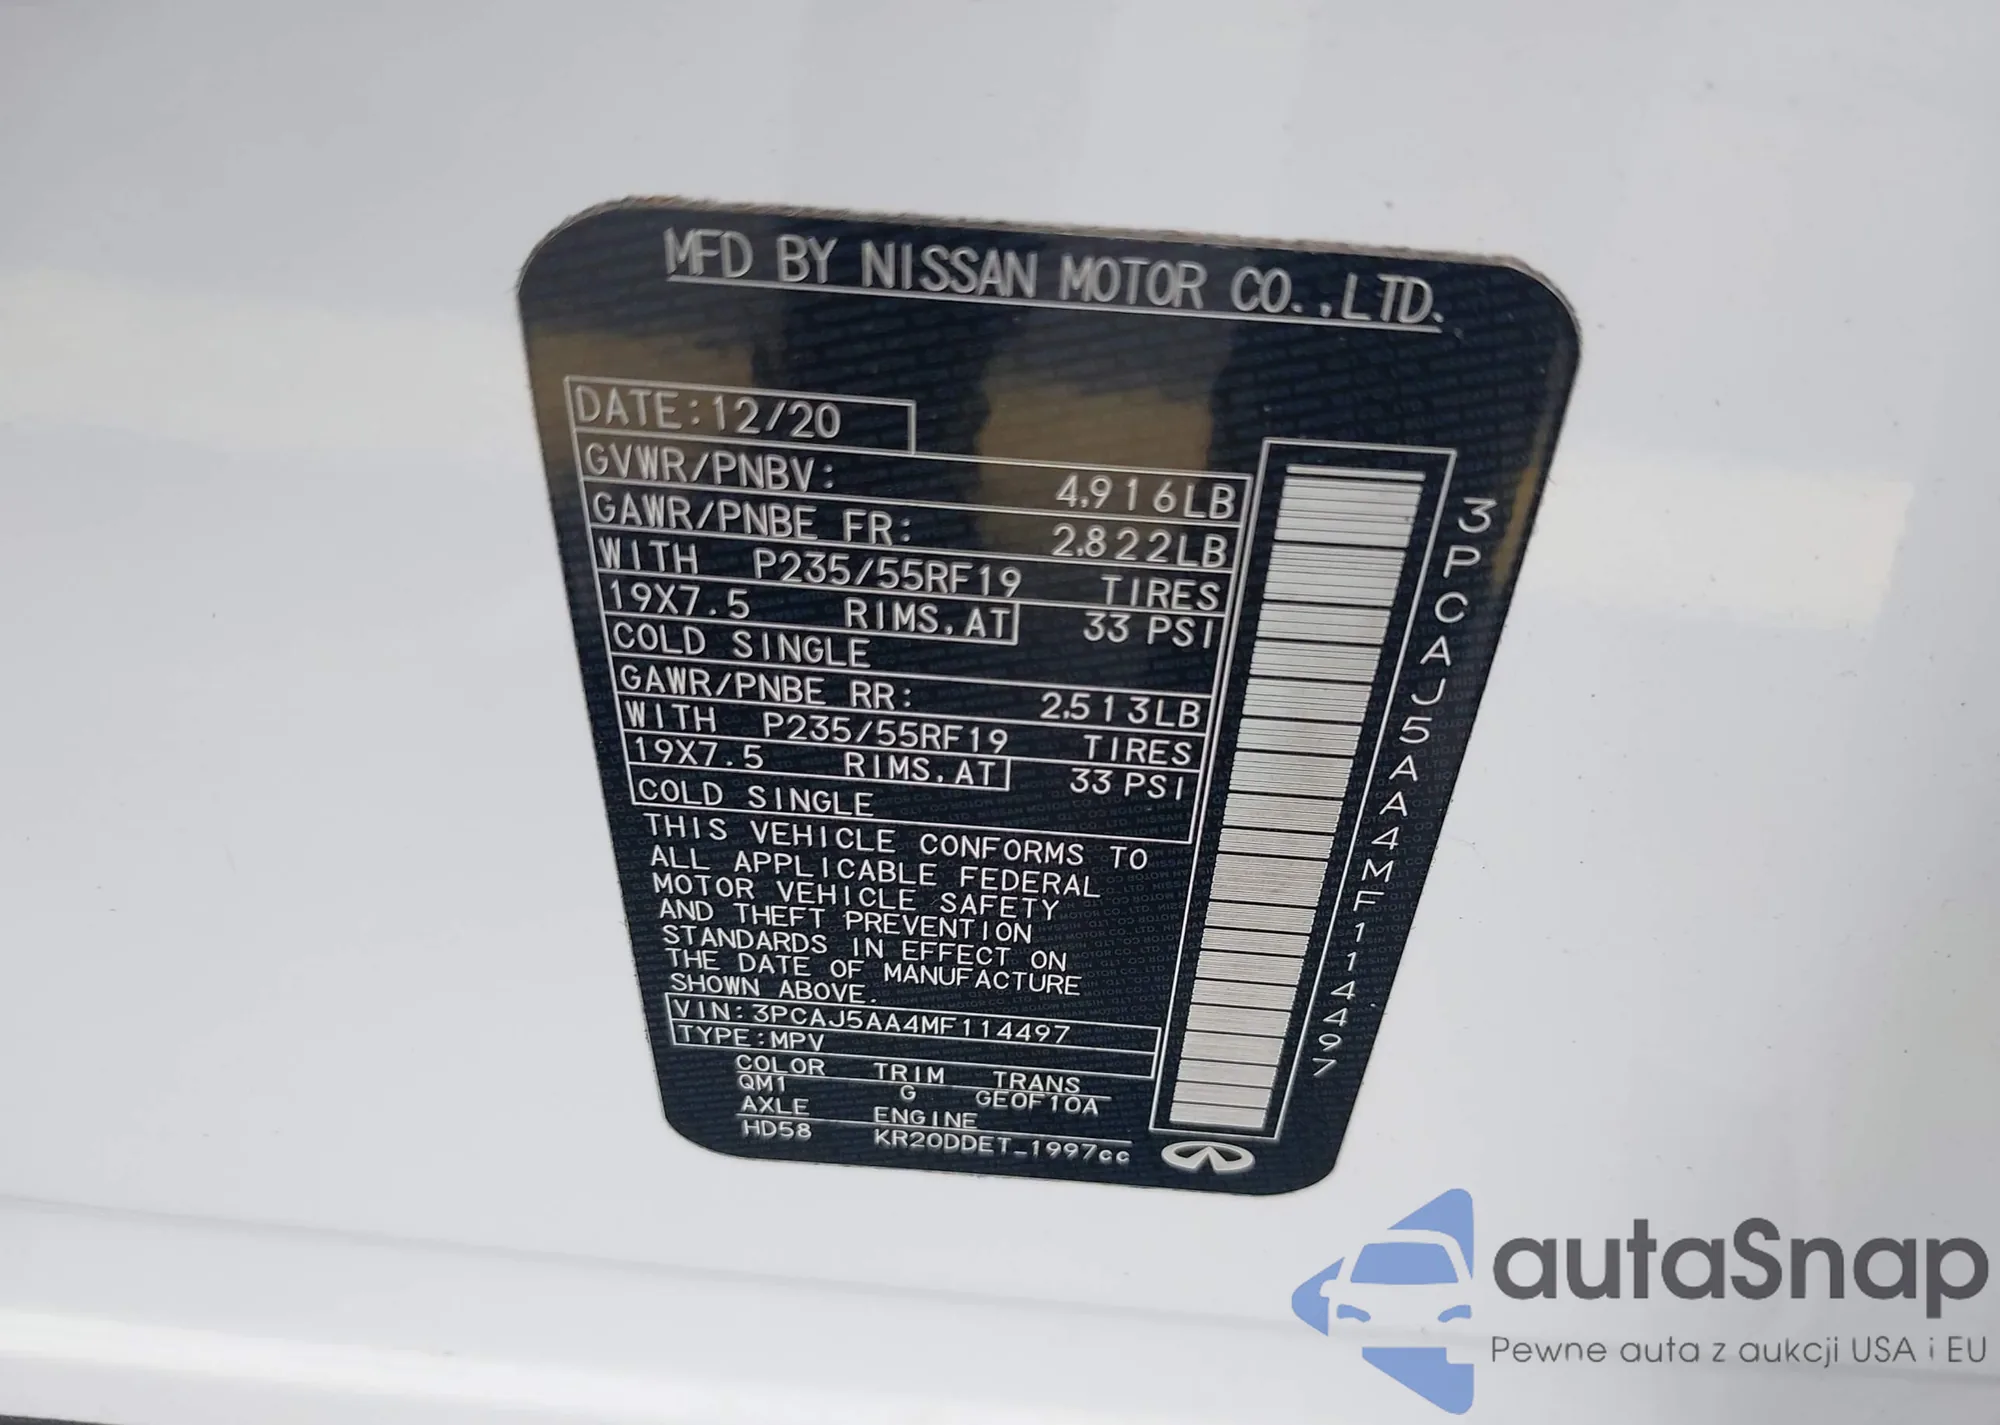 MFD BY NISSAN MOTOR CO.,LTD.
DATE:12/20
GVWR/PNBV: 4,916LB
GAWR/PNBE FR: 2,822LB
WITH P235/55RF19 TIRES
19X7.5 RIMS.AT 33 PSI
COLD SINGLE
GAWR/PNBE RR: 2,513LB
WITH P235/55RF19 TIRES
19X7.5 RIMS.AT 33 PSI
COLD SINGLE
THIS VEHICLE CONFORMS TO
ALL APPLICABLE FEDERAL
MOTOR VEHICLE SAFETY
AND THEFT PREVENTION
STANDARDS IN EFFECT ON
THE DATE OF MANUFACTURE
SHOWN ABOVE.
VIN:3PCAJ5AA4MF114497
TYPE:MPV
COLOR TRIM TRANS
QM1 G GE0F10A
AXLE ENGINE
HD58 KR20DDET_1997cc
3PCAJ5AA4MF114497
autaSnap
Pewne auta z aukcji USA i EU